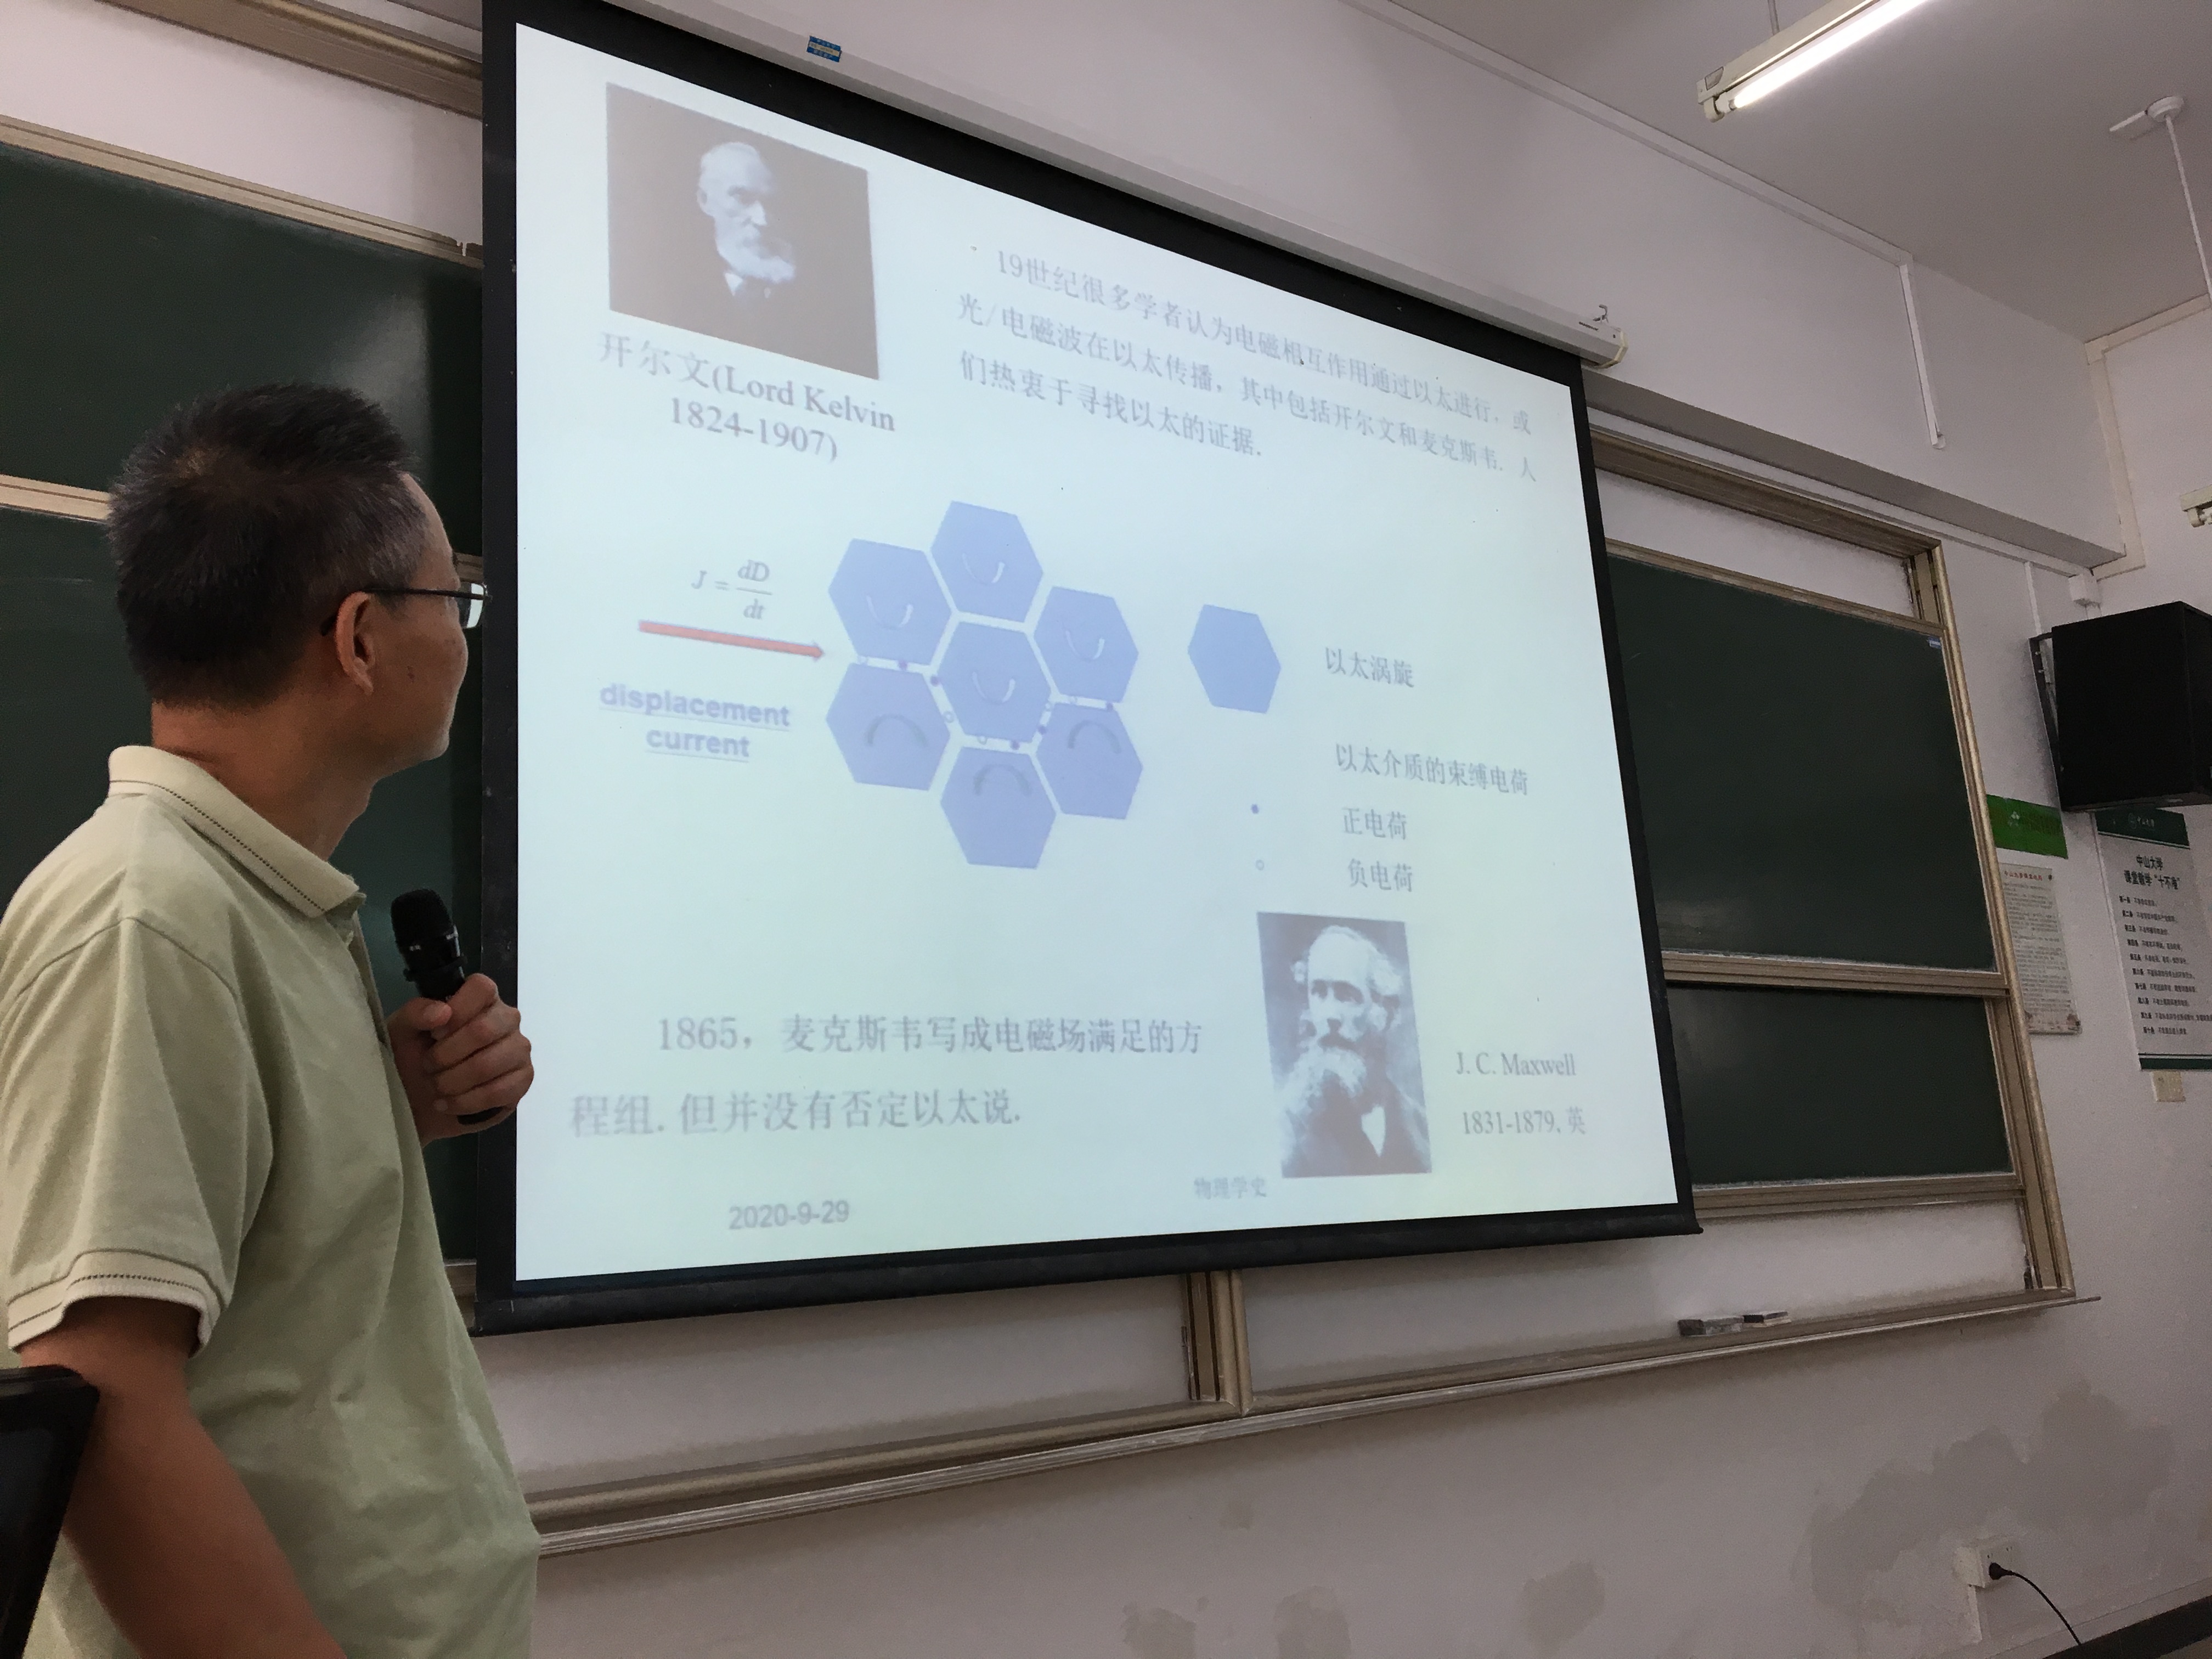 开尔文(Lord Kelvin
1824-1907)
19世纪很多学者认为电磁相互作用通过以太进行，或
光/电磁波在以太传播，其中包括开尔文和麦克斯韦. 人
们热衷于寻找以太的证据.
J = dD/dt
displacement
current
以太涡旋
以太介质的束缚电荷
正电荷
负电荷
1865，麦克斯韦写成电磁场满足的方
程组. 但并没有否定以太说.
J. C. Maxwell
1831-1879, 英
2020-9-29
物理学史
中山大学
课堂教学“十不准”